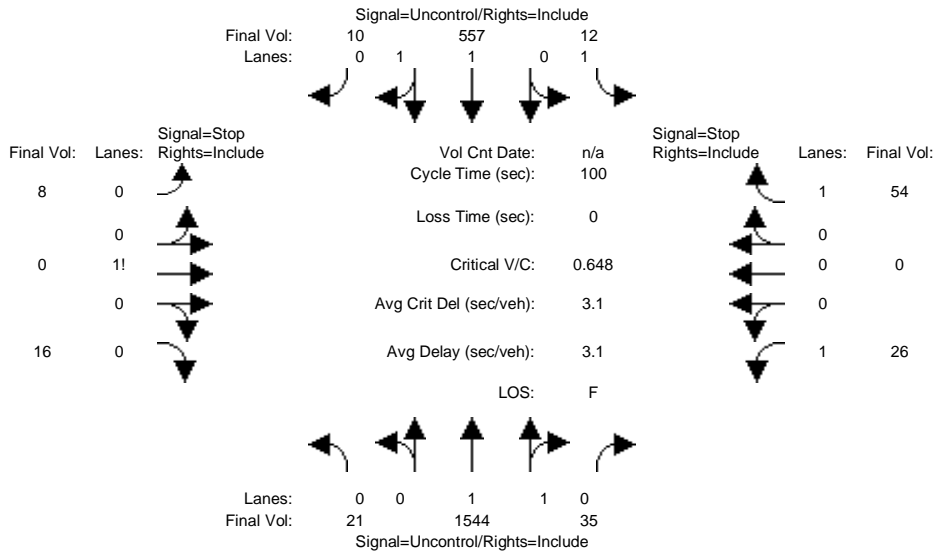 Signal=Uncontrol/Rights=Include
Final Vol: 10 557 12
Lanes: 0 1 1 0 1
Signal=Stop
Final Vol: Lanes: Rights=Include
Vol Cnt Date: n/a
Signal=Stop
Rights=Include Lanes: Final Vol:
Cycle Time (sec): 100
8 0
1 54
Loss Time (sec): 0
0
0
0 1!
Critical V/C: 0.648
0 0
0
Avg Crit Del (sec/veh): 3.1
0
16 0
Avg Delay (sec/veh): 3.1
1 26
LOS: F
Lanes: 0 0 1 1 0
Final Vol: 21 1544 35
Signal=Uncontrol/Rights=Include